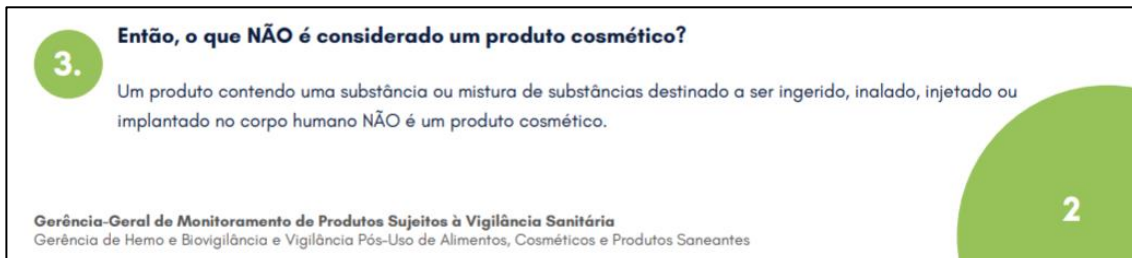 3.
Então, o que NÃO é considerado um produto cosmético?
Um produto contendo uma substância ou mistura de substâncias destinado a ser ingerido, inalado, injetado ou
implantado no corpo humano NÃO é um produto cosmético.
Gerência-Geral de Monitoramento de Produtos Sujeitos à Vigilância Sanitária
Gerência de Hemo e Biovigilância e Vigilância Pós-Uso de Alimentos, Cosméticos e Produtos Saneantes
2